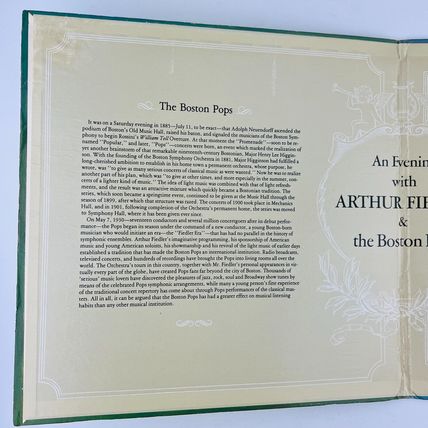 The Boston Pops
It was on a Saturday evening in 1885—July 11, to be exact—that Adolph Neuendorff ascended the
podium of Boston's Old Music Hall, raised his baton, and signaled the musicians of the Boston Sym-
phony to begin Rossini's William Tell Overture. At that moment the "Promenade"—soon to be re-
named "Popular," and later, "Pops"—concerts were born, an event which marked the realization of
yet another brainstorm of that remarkable nineteenth-century Bostonian, Major Henry Lee Higgin-
son. With the founding of the Boston Symphony Orchestra in 1881, Major Higginson had fulfilled a
long-cherished ambition to establish in his home town a permanent orchestra, whose purpose, he
wrote, was "to give as many serious concerts of classical music as were wanted." Now he was to realize
another part of his plan, which was "to give at other times, and more especially in the summer, con-
certs of a lighter kind of music." The idea of light music was combined with that of light refresh-
ments, and the result was an attractive mixture which quickly became a Bostonian tradition. The
series, which soon became a springtime event, continued to be given at the Music Hall through the
season of 1899, after which that structure was razed. The concerts of 1900 took place in Mechanics
Hall, and in 1901, following completion of the Orchestra's permanent home, the series was moved
to Symphony Hall, where it has been given ever since.
On May 7, 1930—seventeen conductors and several million concertgoers after its debut perfor-
mance—the Pops began its season under the command of a new conductor, a young Boston-born
musician who would initiate an era—the "Fiedler Era"—that has had no parallel in the history of
symphonic ensembles. Arthur Fiedler's imaginative programming, his sponsorship of American
music and young American soloists, his showmanship and his revival of the light music of earlier days
established a tradition that has made the Boston Pops an international institution. Radio broadcasts,
televised concerts, and hundreds of recordings have brought the Pops into living rooms all over the
world. The Orchestra's tours in this country, together with Mr. Fiedler's personal appearances in vir-
tually every part of the globe, have created Pops fans far beyond the city of Boston. Thousands of
"serious" music lovers have discovered the pleasures of jazz, rock, soul and Broadway show tunes by
means of the celebrated Pops symphonic arrangements, while many a young person's first experience
of the traditional concert repertory has come about through Pops performances of the classical mas-
ters. All in all, it can be argued that the Boston Pops has had a greater effect on musical listening
habits than any other musical institution.
An Evenin
with
ARTHUR FIE
&
the Boston